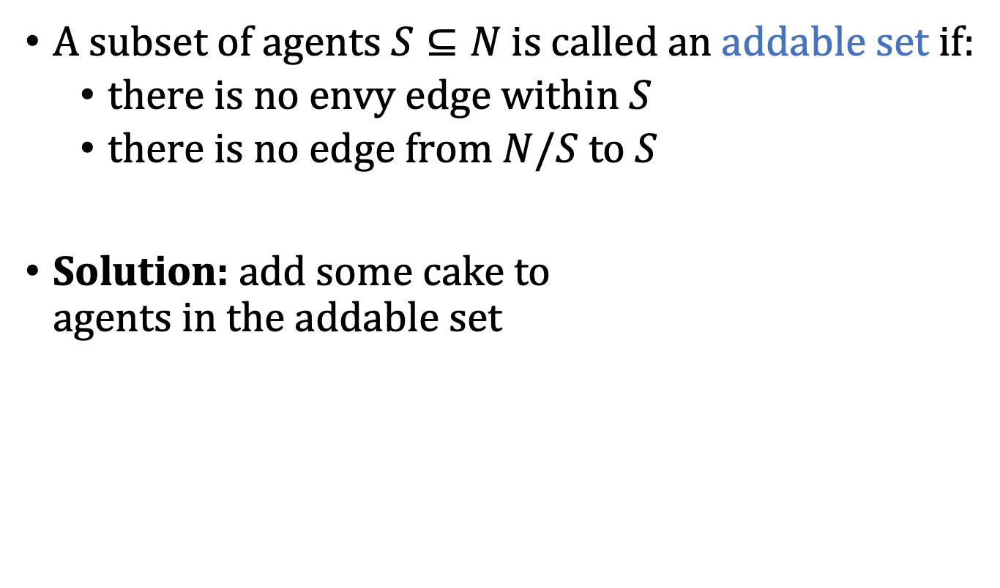 • A subset of agents S ⊆ N is called an addable set if:
• there is no envy edge within S
• there is no edge from N/S to S
• Solution: add some cake to
agents in the addable set